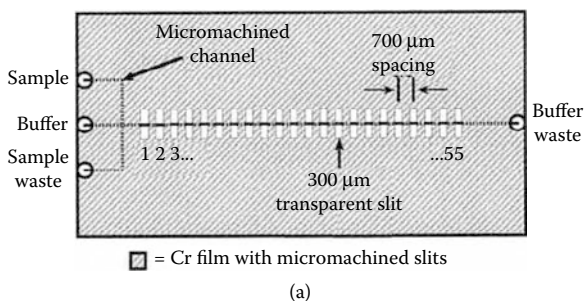 Micromachined
channel
700 μm
spacing
Sample
Buffer
Sample
waste
Buffer
waste
1 2 3...
...55
300 μm
transparent slit
= Cr film with micromachined slits
(a)